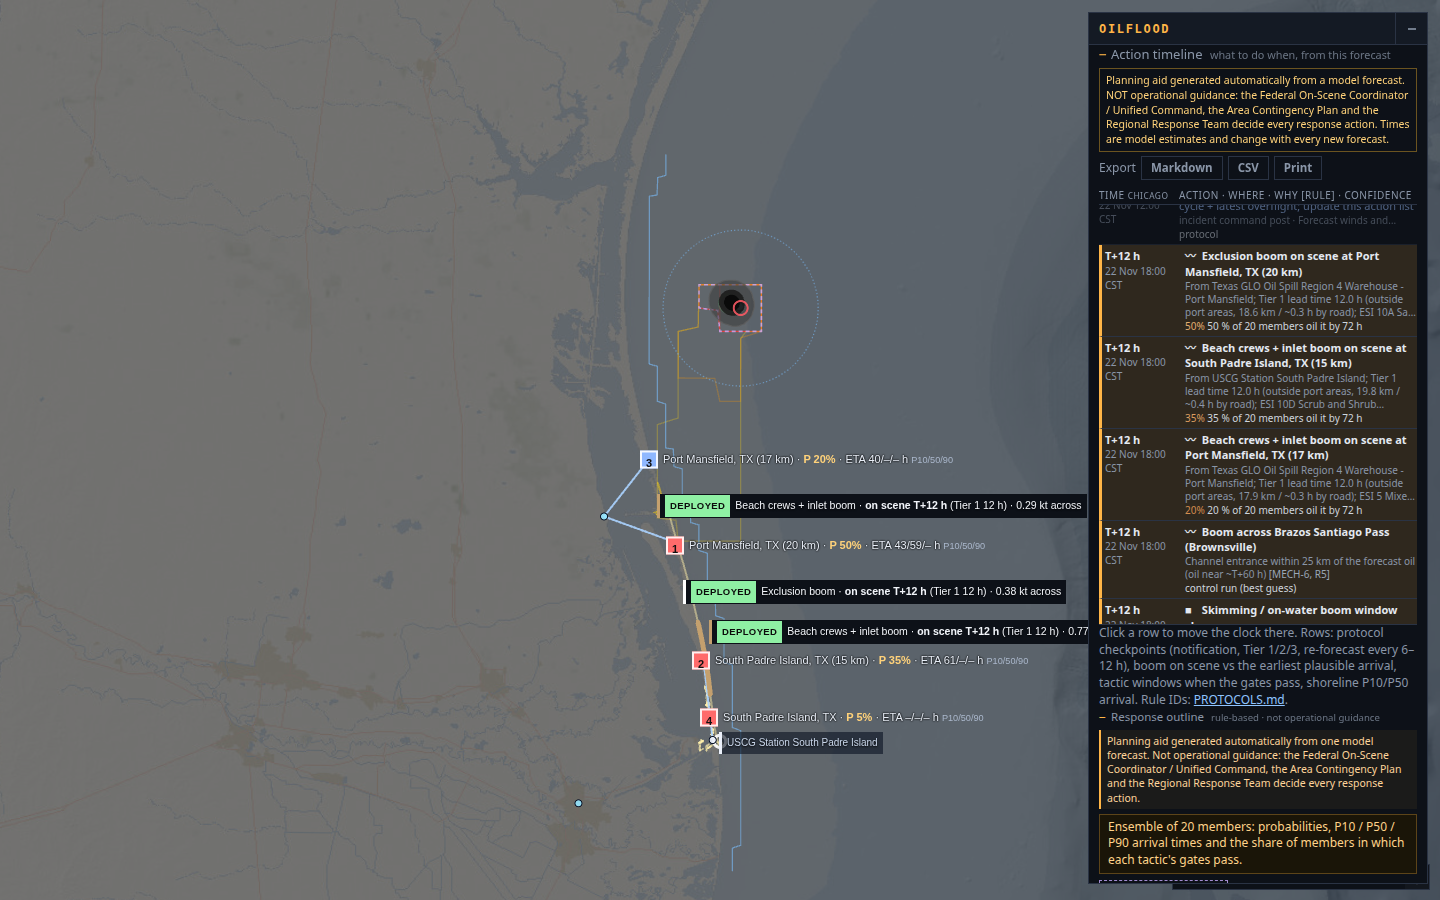 OILFLOOD
–
– Action timeline what to do when, from this forecast
Planning aid generated automatically from a model forecast.
NOT operational guidance: the Federal On-Scene Coordinator
/ Unified Command, the Area Contingency Plan and the
Regional Response Team decide every response action. Times
are model estimates and change with every new forecast.
Export Markdown CSV Print
TIME CHICAGO ACTION · WHERE · WHY [RULE] · CONFIDENCE
22 Nov 12:00 cycle + latest overnight; update this action list
CST incident command post · Forecast winds and...
protocol
T+12 h Exclusion boom on scene at Port
22 Nov 18:00 Mansfield, TX (20 km)
CST From Texas GLO Oil Spill Region 4 Warehouse -
Port Mansfield; Tier 1 lead time 12.0 h (outside
port areas, 18.6 km / ~0.3 h by road); ESI 10A Sa...
50% 50 % of 20 members oil it by 72 h
T+12 h Beach crews + inlet boom on scene at
22 Nov 18:00 South Padre Island, TX (15 km)
CST From USCG Station South Padre Island; Tier 1
lead time 12.0 h (outside port areas, 19.8 km /
~0.4 h by road); ESI 10D Scrub and Shrub...
35% 35 % of 20 members oil it by 72 h
T+12 h Beach crews + inlet boom on scene at
22 Nov 18:00 Port Mansfield, TX (17 km)
CST From Texas GLO Oil Spill Region 4 Warehouse -
Port Mansfield; Tier 1 lead time 12.0 h (outside
port areas, 17.9 km / ~0.3 h by road); ESI 5 Mixe...
20% 20 % of 20 members oil it by 72 h
T+12 h Boom across Brazos Santiago Pass
22 Nov 18:00 (Brownsville)
CST Channel entrance within 25 km of the forecast oil
(oil near ~T+60 h) [MECH-6, R5]
control run (best guess)
T+12 h Skimming / on-water boom window
Click a row to move the clock there. Rows: protocol
checkpoints (notification, Tier 1/2/3, re-forecast every 6–
12 h), boom on scene vs the earliest plausible arrival,
tactic windows when the gates pass, shoreline P10/P50
arrival. Rule IDs: PROTOCOLS.md.
– Response outline rule-based · not operational guidance
Planning aid generated automatically from one model
forecast. Not operational guidance: the Federal On-Scene
Coordinator / Unified Command, the Area Contingency Plan
and the Regional Response Team decide every response
action.
Ensemble of 20 members: probabilities, P10 / P50 /
P90 arrival times and the share of members in which
each tactic's gates pass.
3 Port Mansfield, TX (17 km) · P 20% · ETA 40/–/– h P10/50/90
DEPLOYED Beach crews + inlet boom · on scene T+12 h (Tier 1 12 h) · 0.29 kt across
1 Port Mansfield, TX (20 km) · P 50% · ETA 43/59/– h P10/50/90
DEPLOYED Exclusion boom · on scene T+12 h (Tier 1 12 h) · 0.38 kt across
DEPLOYED Beach crews + inlet boom · on scene T+12 h (Tier 1 12 h) · 0.77
2 South Padre Island, TX (15 km) · P 35% · ETA 61/–/– h P10/50/90
4 South Padre Island, TX · P 5% · ETA –/–/– h P10/50/90
USCG Station South Padre Island